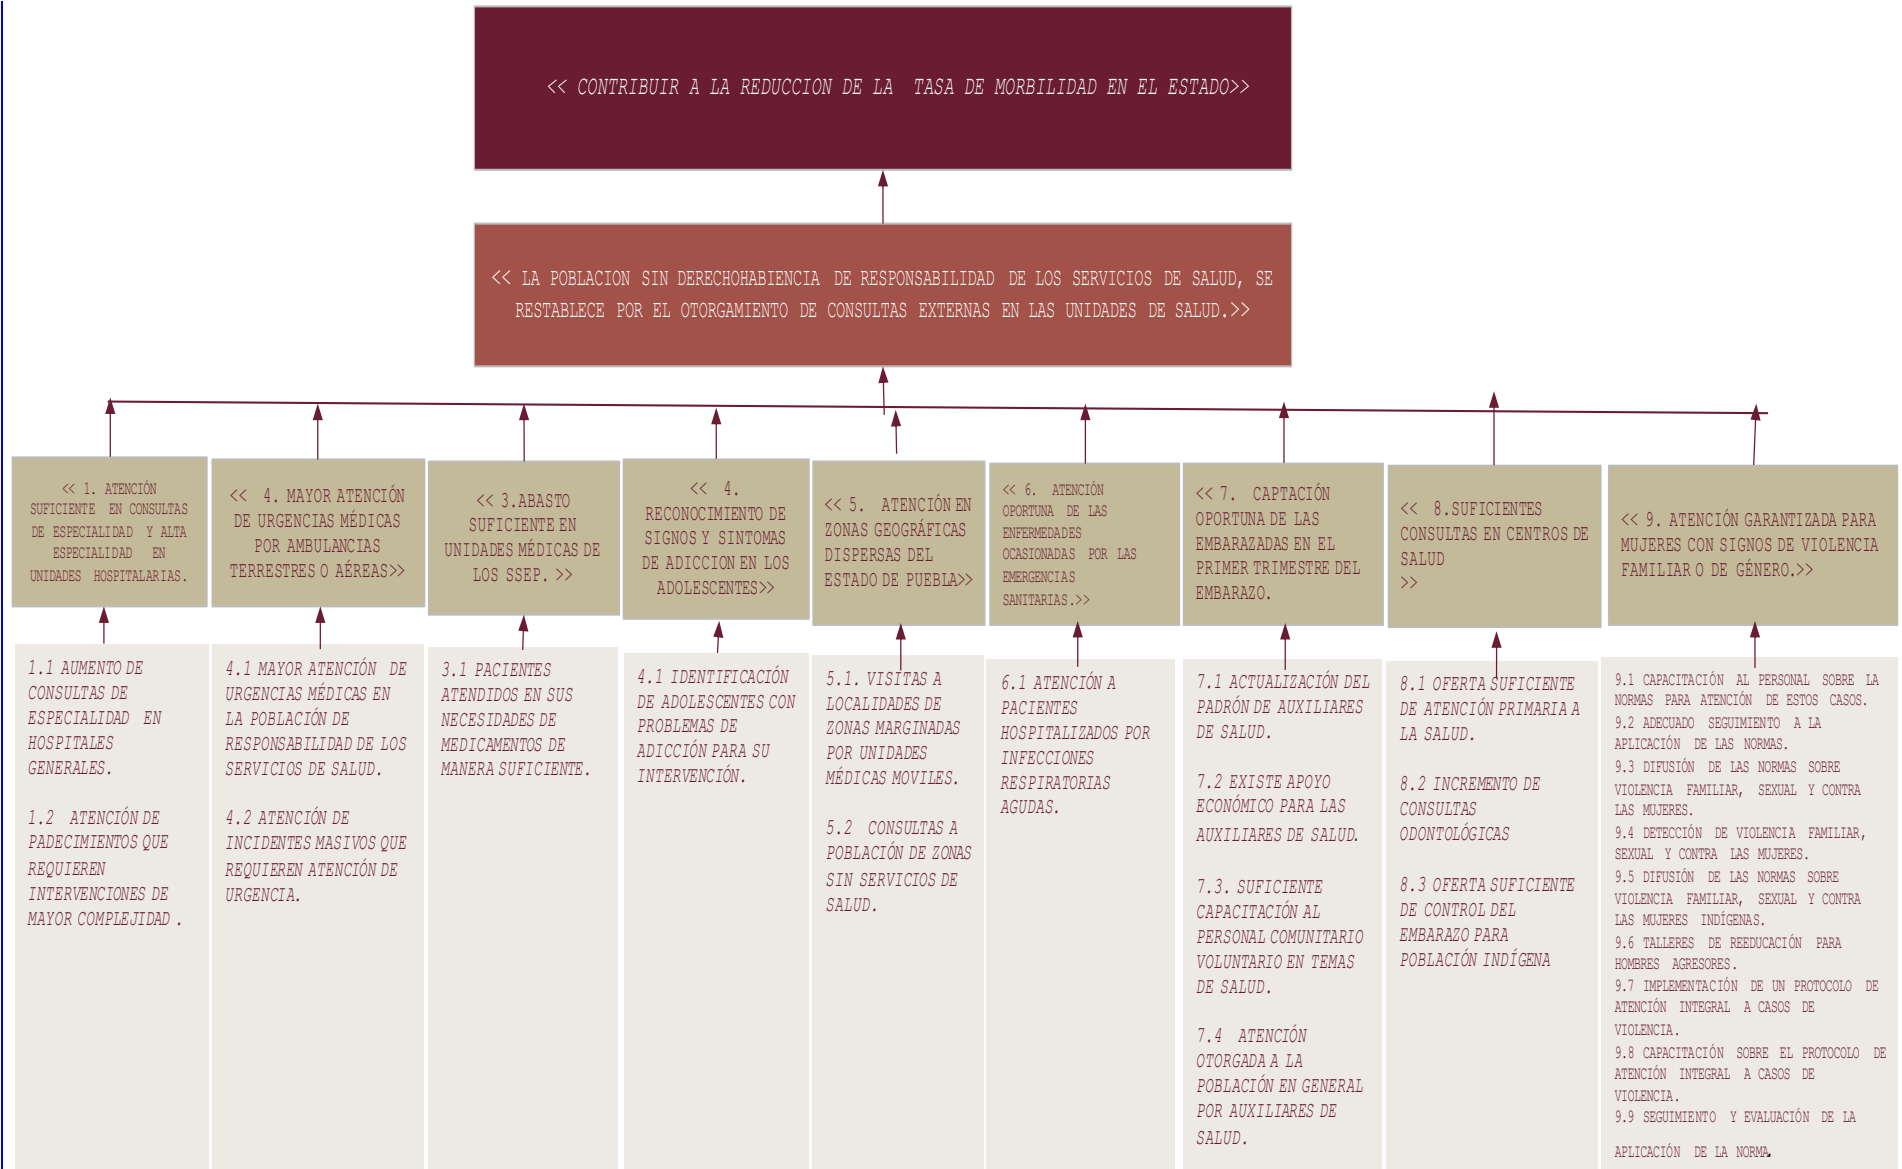 << CONTRIBUIR A LA REDUCCION DE LA TASA DE MORBILIDAD EN EL ESTADO>>
<< LA POBLACION SIN DERECHOHABIENCIA DE RESPONSABILIDAD DE LOS SERVICIOS DE SALUD, SE
RESTABLECE POR EL OTORGAMIENTO DE CONSULTAS EXTERNAS EN LAS UNIDADES DE SALUD.>>
<< 1. ATENCIÓN
SUFICIENTE EN CONSULTAS
DE ESPECIALIDAD Y ALTA
ESPECIALIDAD EN
UNIDADES HOSPITALARIAS.
<< 4. MAYOR ATENCIÓN
DE URGENCIAS MÉDICAS
POR AMBULANCIAS
TERRESTRES O AÉREAS>>
<< 3.ABASTO
SUFICIENTE EN
UNIDADES MÉDICAS DE
LOS SSEP. >>
<< 4.
RECONOCIMIENTO DE
SIGNOS Y SINTOMAS
DE ADICCION EN LOS
ADOLESCENTES>>
<< 5. ATENCIÓN EN
ZONAS GEOGRÁFICAS
DISPERSAS DEL
ESTADO DE PUEBLA>>
<< 6. ATENCIÓN
OPORTUNA DE LAS
ENFERMEDADES
OCASIONADAS POR LAS
EMERGENCIAS
SANITARIAS.>>
<< 7. CAPTACIÓN
OPORTUNA DE LAS
EMBARAZADAS EN EL
PRIMER TRIMESTRE DEL
EMBARAZO.
<< 8.SUFICIENTES
CONSULTAS EN CENTROS DE
SALUD
>>
<< 9. ATENCIÓN GARANTIZADA PARA
MUJERES CON SIGNOS DE VIOLENCIA
FAMILIAR O DE GÉNERO.>>
1.1 AUMENTO DE
CONSULTAS DE
ESPECIALIDAD EN
HOSPITALES
GENERALES.
1.2 ATENCIÓN DE
PADECIMIENTOS QUE
REQUIEREN
INTERVENCIONES DE
MAYOR COMPLEJIDAD .
4.1 MAYOR ATENCIÓN DE
URGENCIAS MÉDICAS EN
LA POBLACIÓN DE
RESPONSABILIDAD DE LOS
SERVICIOS DE SALUD.
4.2 ATENCIÓN DE
INCIDENTES MASIVOS QUE
REQUIEREN ATENCIÓN DE
URGENCIA.
3.1 PACIENTES
ATENDIDOS EN SUS
NECESIDADES DE
MEDICAMENTOS DE
MANERA SUFICIENTE.
4.1 IDENTIFICACIÓN
DE ADOLESCENTES CON
PROBLEMAS DE
ADICCIÓN PARA SU
INTERVENCIÓN.
5.1. VISITAS A
LOCALIDADES DE
ZONAS MARGINADAS
POR UNIDADES
MÉDICAS MOVILES.
5.2 CONSULTAS A
POBLACIÓN DE ZONAS
SIN SERVICIOS DE
SALUD.
6.1 ATENCIÓN A
PACIENTES
HOSPITALIZADOS POR
INFECCIONES
RESPIRATORIAS
AGUDAS.
7.1 ACTUALIZACIÓN DEL
PADRÓN DE AUXILIARES
DE SALUD.
7.2 EXISTE APOYO
ECONÓMICO PARA LAS
AUXILIARES DE SALUD.
7.3. SUFICIENTE
CAPACITACIÓN AL
PERSONAL COMUNITARIO
VOLUNTARIO EN TEMAS
DE SALUD.
7.4 ATENCIÓN
OTORGADA A LA
POBLACIÓN EN GENERAL
POR AUXILIARES DE
SALUD.
8.1 OFERTA SUFICIENTE
DE ATENCIÓN PRIMARIA A
LA SALUD.
8.2 INCREMENTO DE
CONSULTAS
ODONTOLÓGICAS
8.3 OFERTA SUFICIENTE
DE CONTROL DEL
EMBARAZO PARA
POBLACIÓN INDÍGENA
9.1 CAPACITACIÓN AL PERSONAL SOBRE LA
NORMAS PARA ATENCIÓN DE ESTOS CASOS.
9.2 ADECUADO SEGUIMIENTO A LA
APLICACIÓN DE LAS NORMAS.
9.3 DIFUSIÓN DE LAS NORMAS SOBRE
VIOLENCIA FAMILIAR, SEXUAL Y CONTRA
LAS MUJERES.
9.4 DETECCIÓN DE VIOLENCIA FAMILIAR,
SEXUAL Y CONTRA LAS MUJERES.
9.5 DIFUSIÓN DE LAS NORMAS SOBRE
VIOLENCIA FAMILIAR, SEXUAL Y CONTRA
LAS MUJERES INDÍGENAS.
9.6 TALLERES DE REEDUCACIÓN PARA
HOMBRES AGRESORES.
9.7 IMPLEMENTACIÓN DE UN PROTOCOLO DE
ATENCIÓN INTEGRAL A CASOS DE
VIOLENCIA.
9.8 CAPACITACIÓN SOBRE EL PROTOCOLO DE
ATENCIÓN INTEGRAL A CASOS DE
VIOLENCIA.
9.9 SEGUIMIENTO Y EVALUACIÓN DE LA
APLICACIÓN DE LA NORMA.